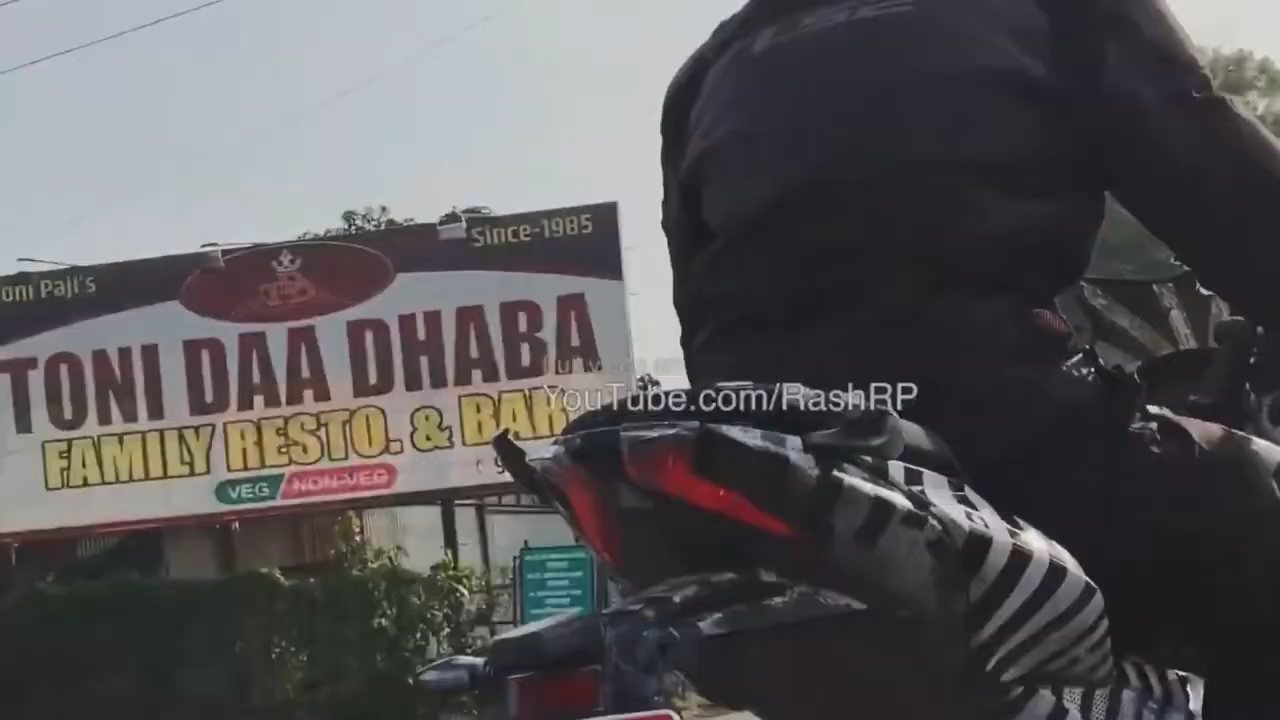 oni Paji's
Since-1985
TONI DAA DHABA
FAMILY RESTO. & BAR
VEG / NON-VEG
YouTube.com/RashRP